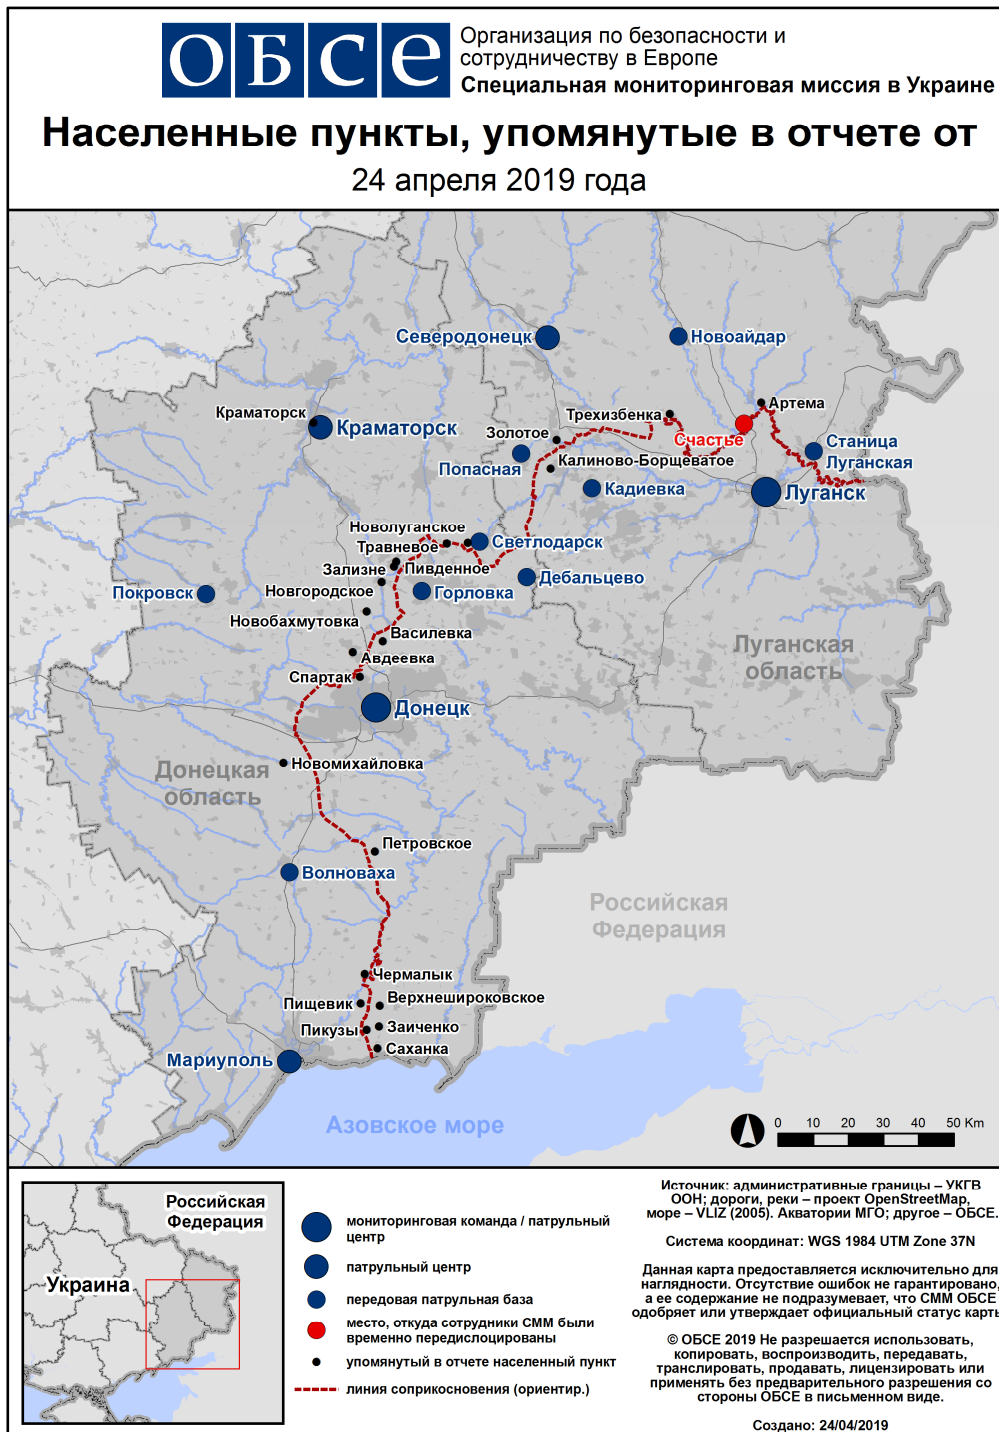 ОБСЕ
Организация по безопасности и
сотрудничеству в Европе
Специальная мониторинговая миссия в Украине
Населенные пункты, упомянутые в отчете от
24 апреля 2019 года
Северодонецк
Новоайдар
Краматорск
Краматорск
Трехизбенка
Артема
Золотое
Счастье
Станица
Луганская
Попасная
Калиново-Борщеватое
Кадиевка
Луганск
Новолуганское
Травневое
Светлодарск
Зализне
Пивденное
Дебальцево
Новгородское
Горловка
Покровск
Новобахмутовка
Василевка
Авдеевка
Луганская
область
Спартак
Донецк
Донецкая
область
Новомихайловка
Петровское
Волноваха
Российская
Федерация
Чермалык
Пищевик
Верхнешироковское
Пикузы
Заиченко
Саханка
Мариуполь
Азовское море
0 10 20 30 40 50 Km
Российская
Федерация
Украина
мониторинговая команда / патрульный
центр
патрульный центр
передовая патрульная база
место, откуда сотрудники СММ были
временно передислоцированы
упомянутый в отчете населенный пункт
линия соприкосновения (ориентир.)
Источник: административные границы – УКГВ
ООН; дороги, реки – проект OpenStreetMap,
море – VLIZ (2005). Акватории МГО; другое – ОБСЕ.
Система координат: WGS 1984 UTM Zone 37N
Данная карта предоставляется исключительно для
наглядности. Отсутствие ошибок не гарантировано,
а ее содержание не подразумевает, что СММ ОБСЕ
одобряет или утверждает официальный статус карты
© ОБСЕ 2019 Не разрешается использовать,
копировать, воспроизводить, передавать,
транслировать, продавать, лицензировать или
применять без предварительного разрешения со
стороны ОБСЕ в письменном виде.
Создано: 24/04/2019